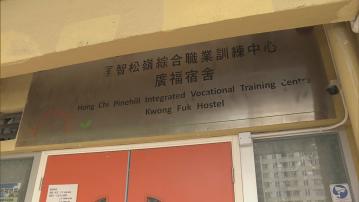 匡智松嶺綜合職業訓練中心
廣福宿舍
Hong Chi Pinehill Integrated Vocational Training Centre
Kwong Fuk Hostel